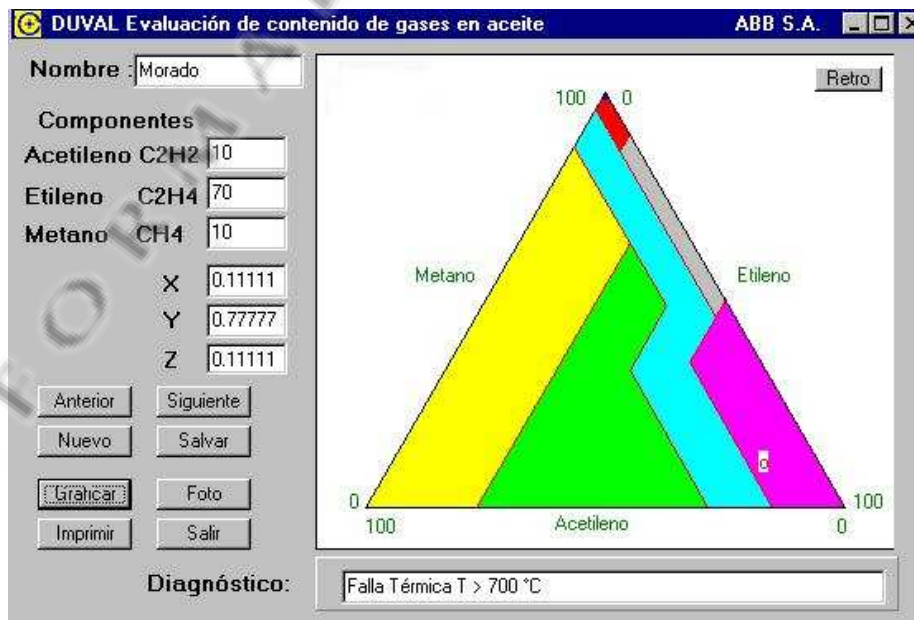 DUVAL Evaluación de contenido de gases en aceite ABB S.A.
Nombre : Morado
Retro
100 0
Componentes
Acetileno C2H2 10
Etileno C2H4 70
Metano CH4 10
Metano
Etileno
X 0.11111
Y 0.77777
Z 0.11111
Anterior Siguiente
Nuevo Salvar
Graficar Foto
Imprimir Salir
0 100
100 Acetileno 0
Diagnóstico: Falla Térmica T > 700 °C